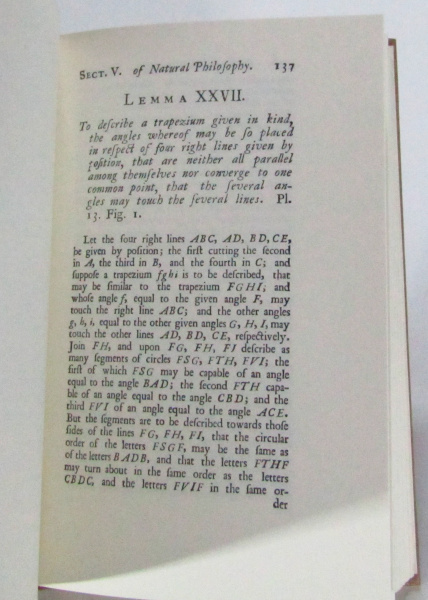 SECT. V. of Natural Philoſophy. 137
LEMMA XXVII.
To deſcribe a trapezium given in kind,
the angles whereof may be ſo placed
in reſpect of four right lines given by
poſition, that are neither all parallel
among themſelves nor converge to one
common point, that the ſeveral an-
gles may touch the ſeveral lines. Pl.
13. Fig. 1.
Let the four right lines ABC, AD, BD, CE,
be given by poſition; the firſt cutting the ſecond
in A, the third in B, and the fourth in C; and
ſuppoſe a trapezium fghi is to be deſcribed, that
may be ſimilar to the trapezium FGHI; and
whoſe angle f, equal to the given angle F, may
touch the right line ABC; and the other angles
g, h, i, equal to the other given angles G, H, I, may
touch the other lines AD, BD, CE, reſpectively.
Join FH, and upon FG, FH, FI deſcribe as
many ſegments of circles FSG, FTH, FVI; the
firſt of which FSG may be capable of an angle
equal to the angle BAD; the ſecond FTH capa-
ble of an angle equal to the angle CBD; and the
third FVI of an angle equal to the angle ACE.
But the ſegments are to be deſcribed towards thoſe
ſides of the lines FG, FH, FI, that the circular
order of the letters FSGF, may be the ſame as
of the letters BADB, and that the letters FTHF
may turn about in the ſame order as the letters
CBDC, and the letters FVIF in the ſame or-
der